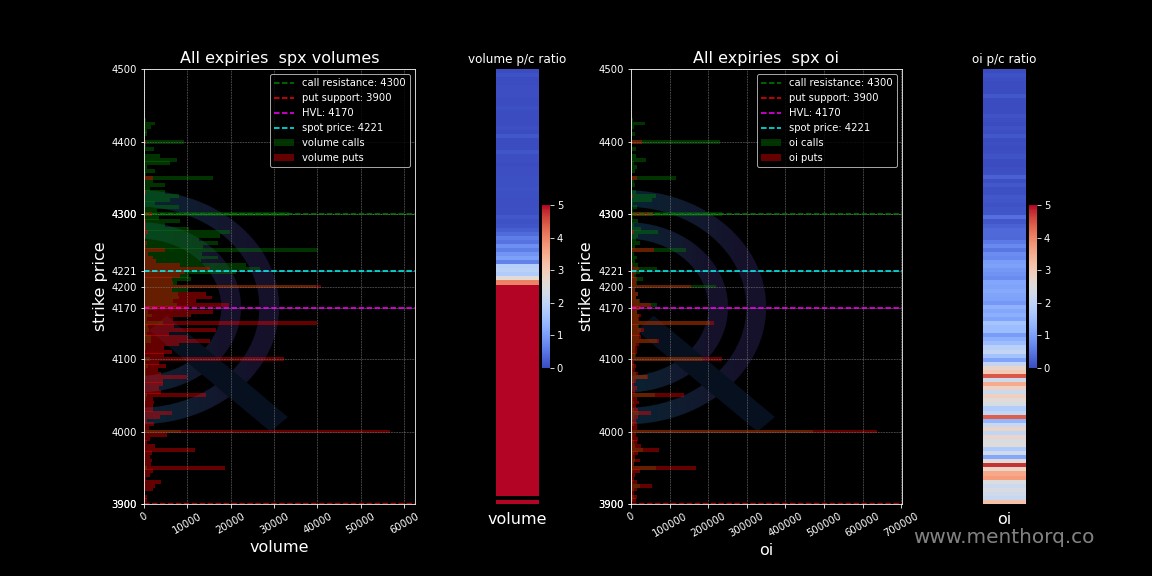 All expiries  spx volumes
call resistance: 4300
put support: 3900
HVL: 4170
spot price: 4221
volume calls
volume puts
strike price
4500
4400
4300
4221
4200
4170
4100
4000
3900
0
10000
20000
30000
40000
50000
60000
volume
volume p/c ratio
5
4
3
2
1
0
volume
All expiries  spx oi
call resistance: 4300
put support: 3900
HVL: 4170
spot price: 4221
oi calls
oi puts
strike price
4500
4400
4300
4221
4200
4170
4100
4000
3900
0
100000
200000
300000
400000
500000
600000
700000
oi
oi p/c ratio
5
4
3
2
1
0
oi
www.menthorq.co